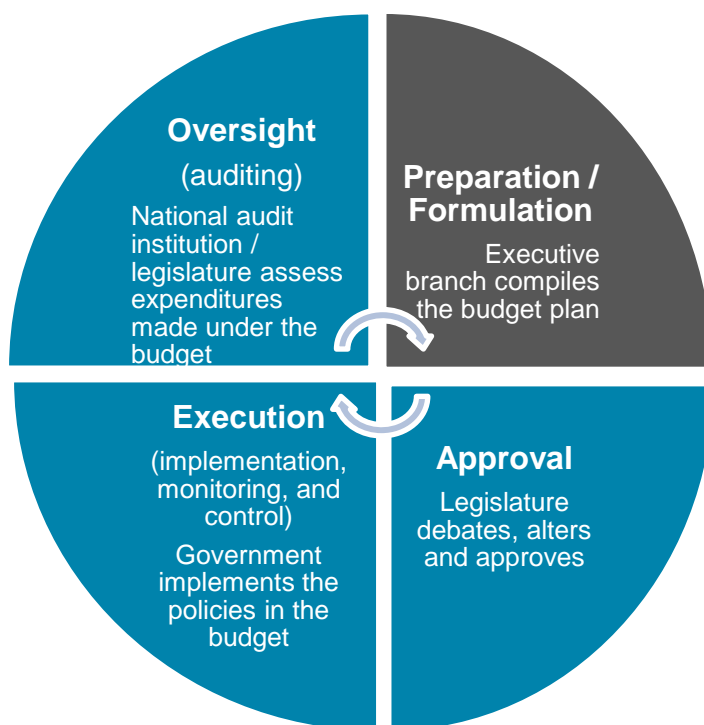 Oversight
(auditing)
National audit
institution /
legislature assess
expenditures
made under the
budget
Preparation /
Formulation
Executive
branch compiles
the budget plan
Execution
(implementation,
monitoring, and
control)
Government
implements the
policies in the
budget
Approval
Legislature
debates, alters
and approves